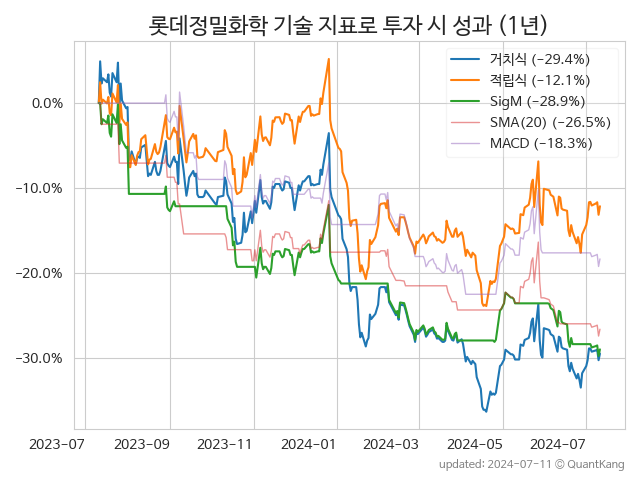 롯데정밀화학 기술 지표로 투자 시 성과 (1년)
거치식 (−29.4%)
적립식 (−12.1%)
SigM (−28.9%)
SMA(20) (−26.5%)
MACD (−18.3%)
0.0%
−10.0%
−20.0%
−30.0%
2023-07
2023-09
2023-11
2024-01
2024-03
2024-05
2024-07
updated: 2024-07-11 © QuantKang